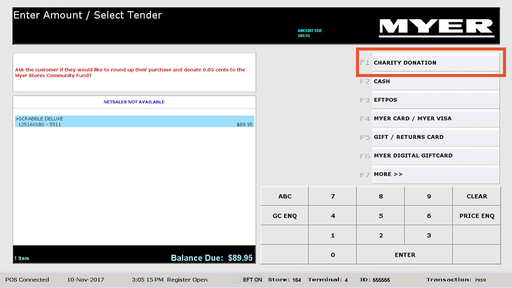 Enter Amount / Select Tender
AMOUNT DUE
$89.95
MYER
Ask the customer if they would like to round up their purchase and donate 0.05 cents to the
Myer Stores Community Fund?
F1 CHARITY DONATION
F2 CASH
F3 EFTPOS
F4 MYER CARD / MYER VISA
F5 GIFT / RETURNS CARD
F6 MYER DIGITAL GIFTCARD
F7 MORE >>
NETSALER NOT AVAILABLE
>SCRABBLE DELUXE
$89.95
ABC 7 8 9 CLEAR
GC ENQ 4 5 6 PRICE ENQ
1 2 3
0 ENTER
1 Item Balance Due: $89.95
POS Connected 10-Nov-2017 3:05 15 PM Register Open EFT ON Store: 164 Terminal: 4 ID: 555555 Transaction: 7959